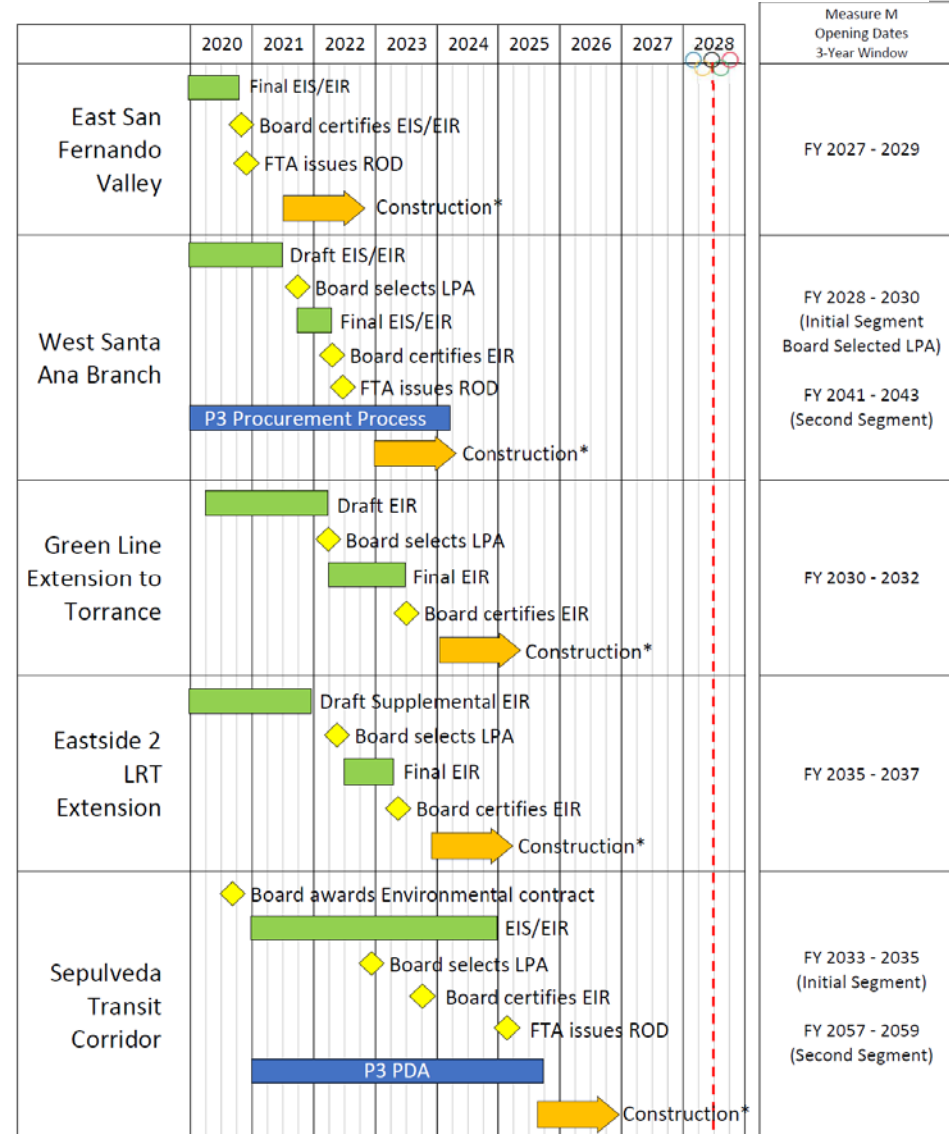 Measure M
Opening Dates
3-Year Window
2020 2021 2022 2023 2024 2025 2026 2027 2028
East San
Fernando
Valley
Final EIS/EIR
Board certifies EIS/EIR
FTA issues ROD
Construction*
FY 2027 - 2029
West Santa
Ana Branch
Draft EIS/EIR
Board selects LPA
Final EIS/EIR
Board certifies EIR
FTA issues ROD
P3 Procurement Process
Construction*
FY 2028 - 2030
(Initial Segment
Board Selected LPA)
FY 2041 - 2043
(Second Segment)
Green Line
Extension to
Torrance
Draft EIR
Board selects LPA
Final EIR
Board certifies EIR
Construction*
FY 2030 - 2032
Eastside 2
LRT
Extension
Draft Supplemental EIR
Board selects LPA
Final EIR
Board certifies EIR
Construction*
FY 2035 - 2037
Sepulveda
Transit
Corridor
Board awards Environmental contract
EIS/EIR
Board selects LPA
Board certifies EIR
FTA issues ROD
P3 PDA
Construction*
FY 2033 - 2035
(Initial Segment)
FY 2057 - 2059
(Second Segment)